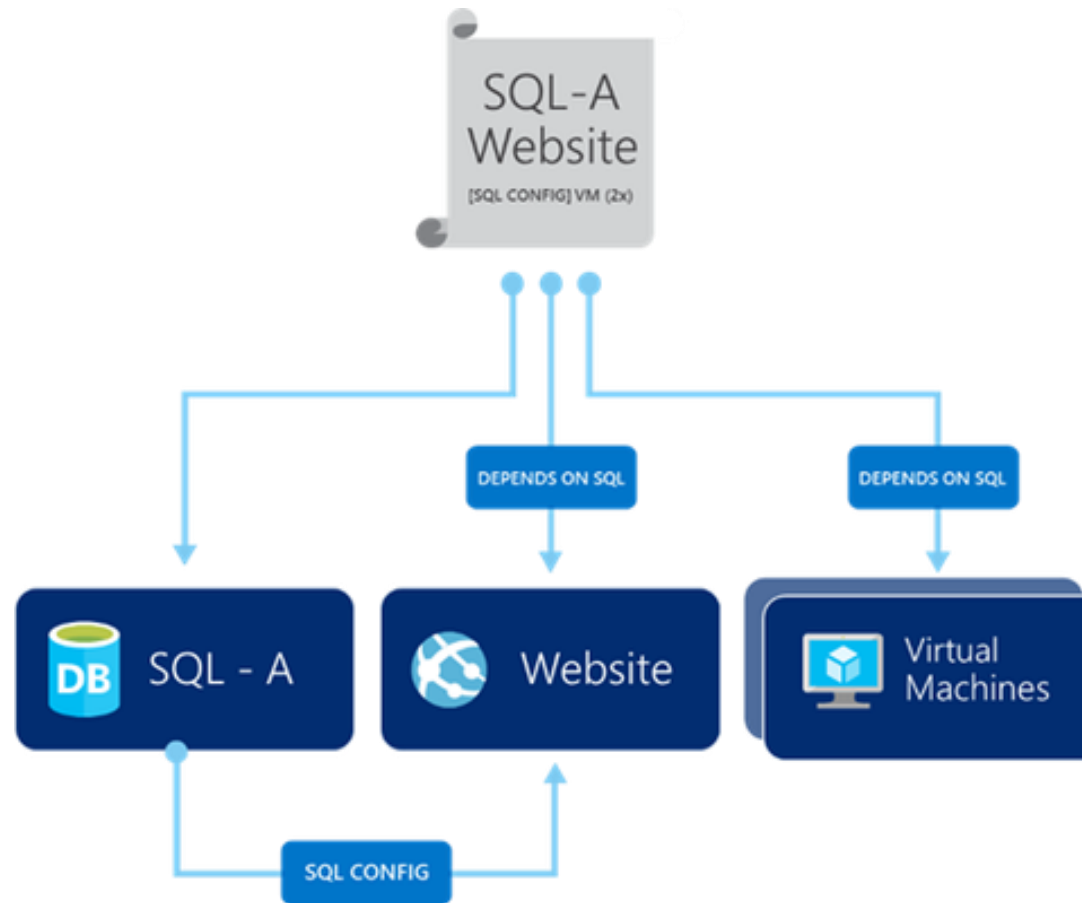 SQL-A
Website
[SQL CONFIG] VM (2x)
DEPENDS ON SQL
DEPENDS ON SQL
DB
SQL - A
Website
Virtual
Machines
SQL CONFIG